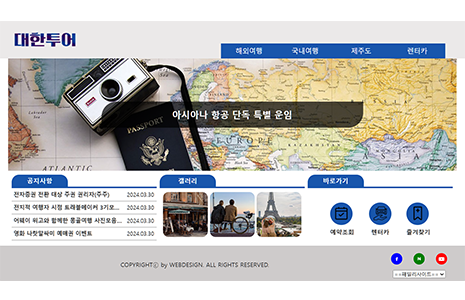 대한투어
해외여행 국내여행 제주도 렌터카
PASSPORT
아시아나 항공 단독 특별 운임
EUROPE
ASIA
공지사항 갤러리 바로가기
전자증권 전환 대상 주권 권리자(주주) 2024.03.30
전지적 여행자 시점 트래블메이커 3기모... 2024.03.30
어웨이 위고와 함께한 몽골여행 사진모음... 2024.03.30
영화 나랏말싸미 예매권 이벤트 2024.03.30
예약조회 렌터카 즐겨찾기
COPYRIGHTⓒ by WEBDESIGN. ALL RIGHTS RESERVED.
==패밀리사이트==